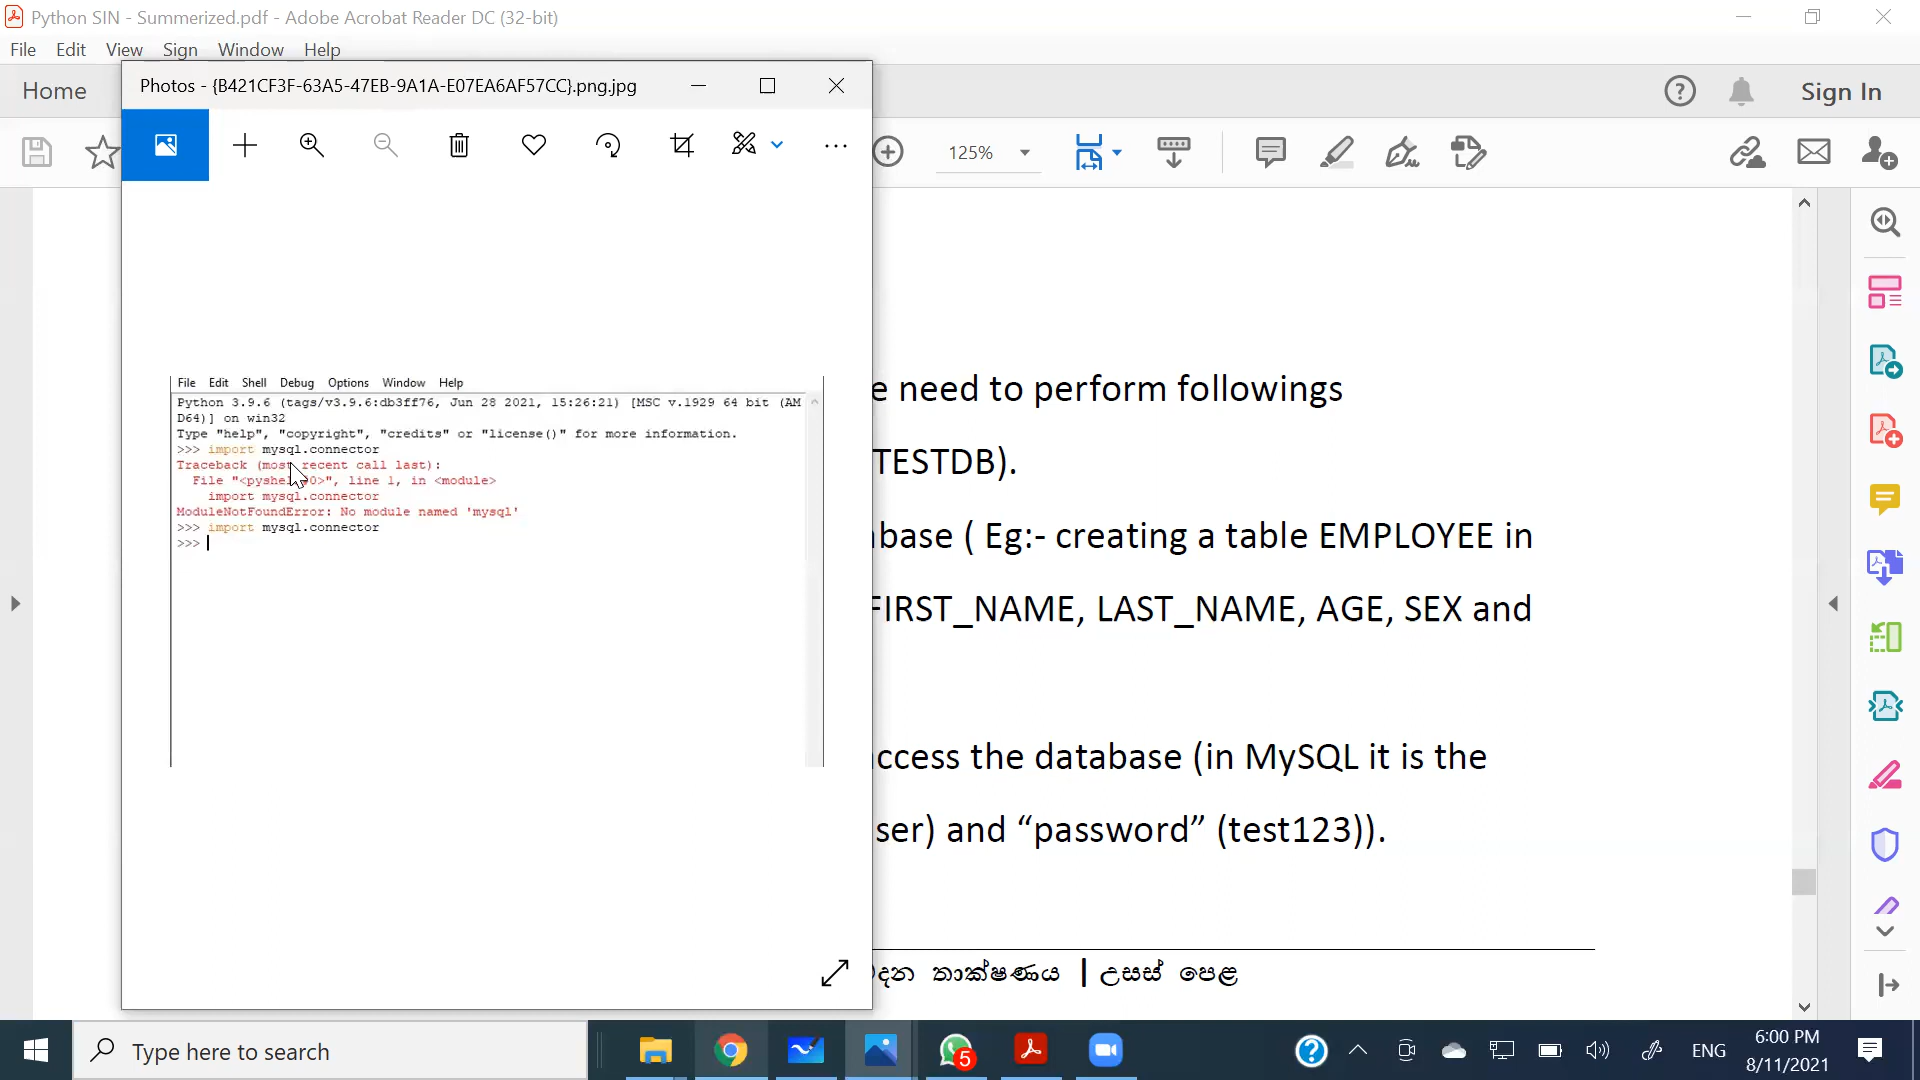 Python SIN - Summerized.pdf - Adobe Acrobat Reader DC (32-bit)
File Edit View Sign Window Help
Home
Sign In
125%
Photos - {B421CF3F-63A5-47EB-9A1A-E07EA6AF57CC}.png.jpg
File Edit Shell Debug Options Window Help
Python 3.9.6 (tags/v3.9.6:db3ff76, Jun 28 2021, 15:26:21) [MSC v.1929 64 bit (AM
D64)] on win32
Type "help", "copyright", "credits" or "license()" for more information.
>>> import mysql.connector
Traceback (most recent call last):
File "<pyshell#0>", line 1, in <module>
import mysql.connector
ModuleNotFoundError: No module named 'mysql'
>>> import mysql.connector
>>>
e need to perform followings
TESTDB).
abase ( Eg:- creating a table EMPLOYEE in
FIRST_NAME, LAST_NAME, AGE, SEX and
access the database (in MySQL it is the
ser) and “password” (test123)).
තාක්ෂණය | උසස් පෙළ
Type here to search
5
ENG
6:00 PM
8/11/2021